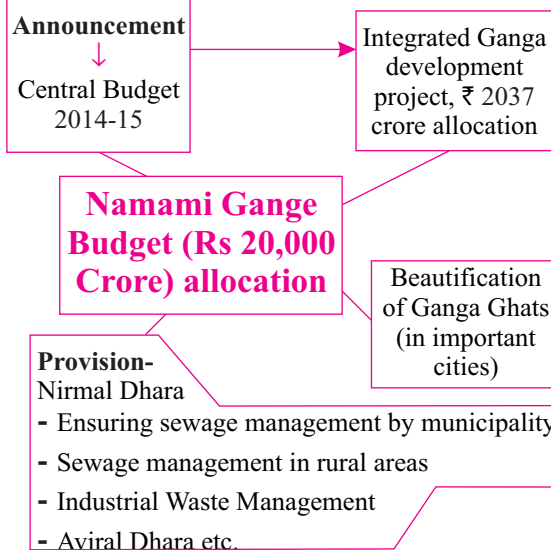 Announcement
↓
Central Budget
2014-15
Integrated Ganga
development
project, ₹ 2037
crore allocation
Namami Gange
Budget (Rs 20,000
Crore) allocation
Beautification
of Ganga Ghats
(in important
cities)
Provision-
Nirmal Dhara
- Ensuring sewage management by municipality
- Sewage management in rural areas
- Industrial Waste Management
- Aviral Dhara etc.